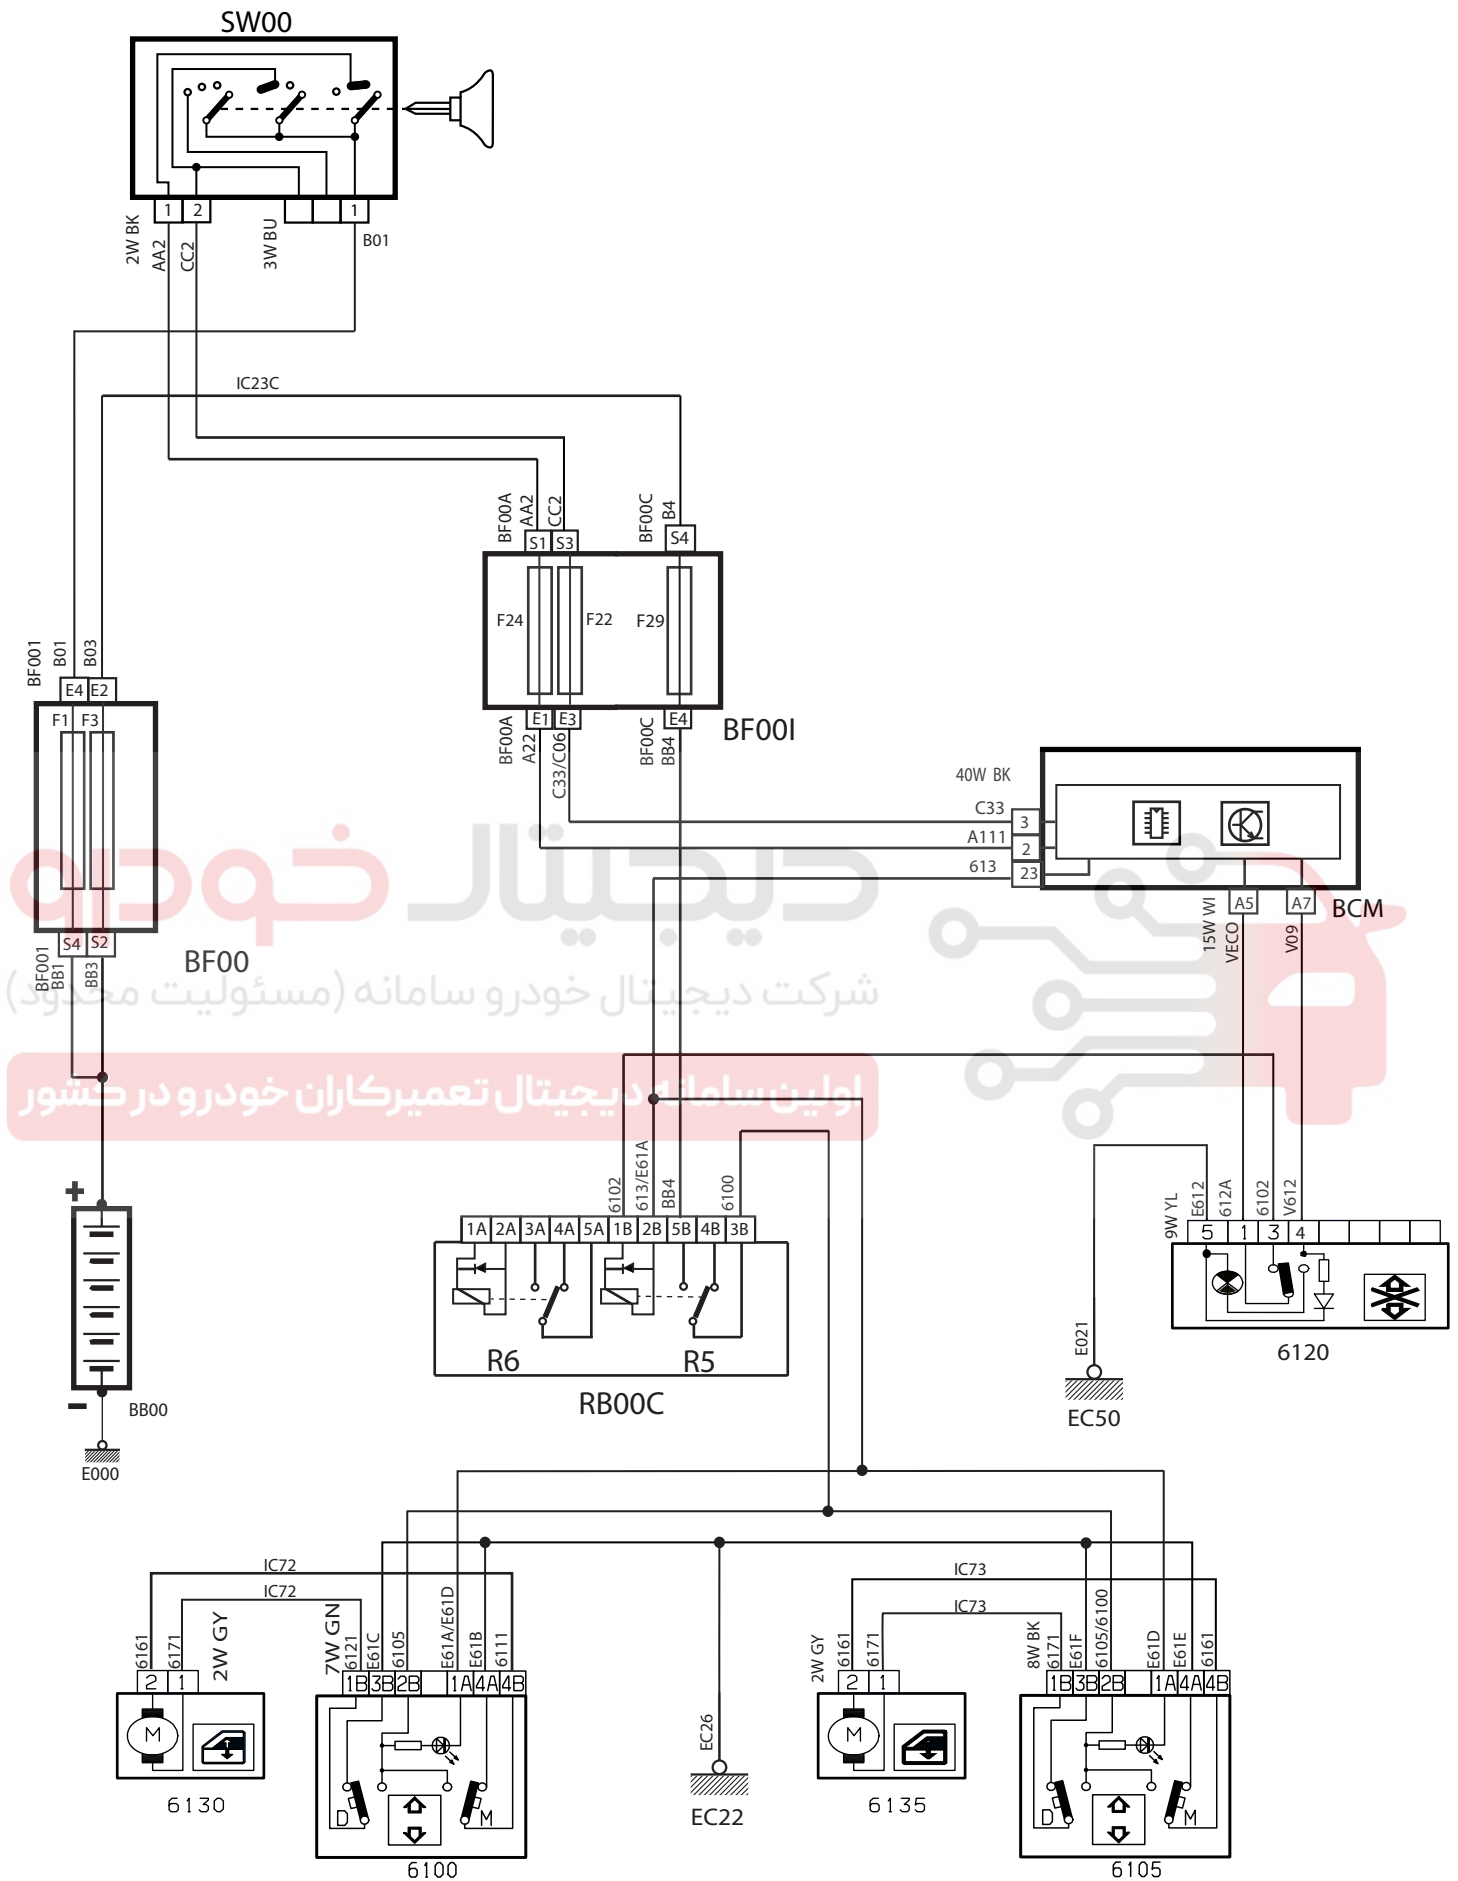 SW00
1
2
1
2W BK
AA2
CC2
3W BU
B01
IC23C
BF00A
AA2
CC2
BF00C
B4
S1
S3
S4
F24
F22
F29
BF001
B01
B03
E4
E2
F1
F3
E1
E3
E4
BF00A
A22
C33/C06
BF00C
BB4
BF00I
40W BK
C33
3
A111
2
613
23
A5
A7
BCM
15W WI
VECO
V09
S4
S2
BF001
BB1
BB3
BF00
دیجیتال خودرو
شرکت دیجیتال خودرو سامانه (مسئولیت محدود)
اولین سامانه دیجیتال تعمیرکاران خودرو در کشور
6102
613/E61A
BB4
6100
9W YL
E612
612A
6102
V612
1A
2A
3A
4A
5A
1B
2B
5B
4B
3B
5
1
3
4
R6
R5
RB00C
6120
E021
EC50
+
-
BB00
E000
IC72
IC72
IC73
IC73
6161
6171
2W GY
7W GN
6121
E61C
6105
E61A/E61D
E61B
6111
2W GY
6161
6171
8W BK
6171
E61F
6105/6100
E61D
E61E
6161
2
1
1B
3B
2B
1A
4A
4B
2
1
1B
3B
2B
1A
4A
4B
M
M
EC26
D
M
D
M
6130
6135
EC22
6100
6105